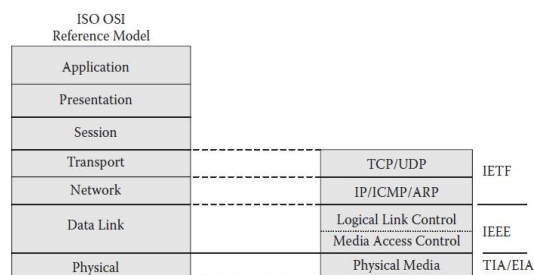 ISO OSI
Reference Model
Application
Presentation
Session
Transport
Network
Data Link
Physical
TCP/UDP
IP/ICMP/ARP
Logical Link Control
Media Access Control
Physical Media
IETF
IEEE
TIA/EIA